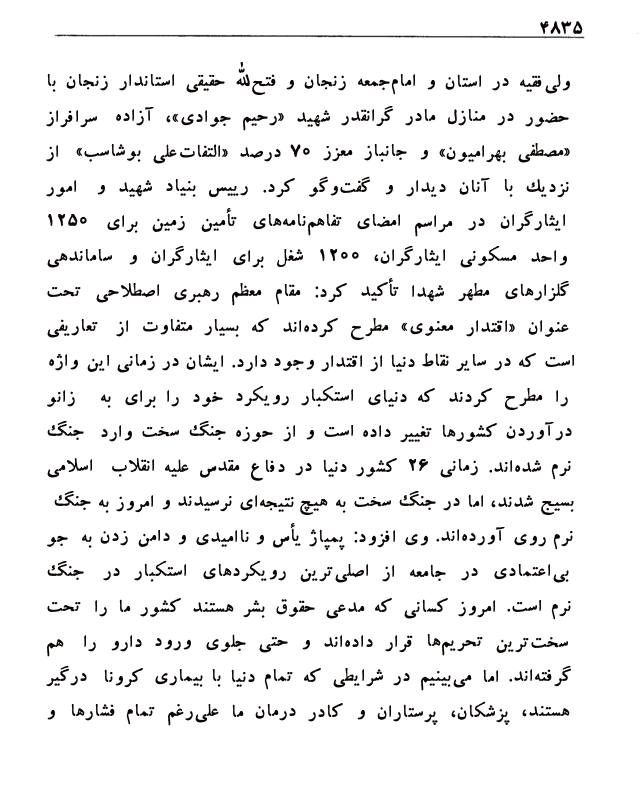 ۴۸۳۵
ولی‌فقیه در استان و امام‌جمعه زنجان و فتح‌الله حقیقی استاندار زنجان با
حضور در منازل مادر گرانقدر شهید «رحیم جوادی»، آزاده سرافراز
«مصطفی بهرامیون» و جانباز معزز ۷۰ درصد «التفات‌علی بوشاسب» از
نزدیك با آنان دیدار و گفت‌وگو کرد. رییس بنیاد شهید و امور
ایثارگران در مراسم امضای تفاهم‌نامه‌های تأمین زمین برای ۱۲۵۰
واحد مسکونی ایثارگران، ۱۲۰۰ شغل برای ایثارگران و ساماندهی
گلزارهای مطهر شهدا تأکید کرد: مقام معظم رهبری اصطلاحی تحت
عنوان «اقتدار معنوی» مطرح کرده‌اند که بسیار متفاوت از تعاریفی
است که در سایر نقاط دنیا از اقتدار وجود دارد. ایشان در زمانی این واژه
را مطرح کردند که دنیای استکبار رویکرد خود را برای به زانو
درآوردن کشورها تغییر داده است و از حوزه جنگ سخت وارد جنگ
نرم شده‌اند. زمانی ۲۶ کشور دنیا در دفاع مقدس علیه انقلاب اسلامی
بسیج شدند، اما در جنگ سخت به هیچ نتیجه‌ای نرسیدند و امروز به جنگ
نرم روی آورده‌اند. وی افزود: پمپاژ یأس و ناامیدی و دامن زدن به جو
بی‌اعتمادی در جامعه از اصلی‌ترین رویکردهای استکبار در جنگ
نرم است. امروز کسانی که مدعی حقوق بشر هستند کشور ما را تحت
سخت‌ترین تحریم‌ها قرار داده‌اند و حتی جلوی ورود دارو را هم
گرفته‌اند. اما می‌بینیم در شرایطی که تمام دنیا با بیماری کرونا درگیر
هستند، پزشکان، پرستاران و کادر درمان ما علی‌رغم تمام فشارها و